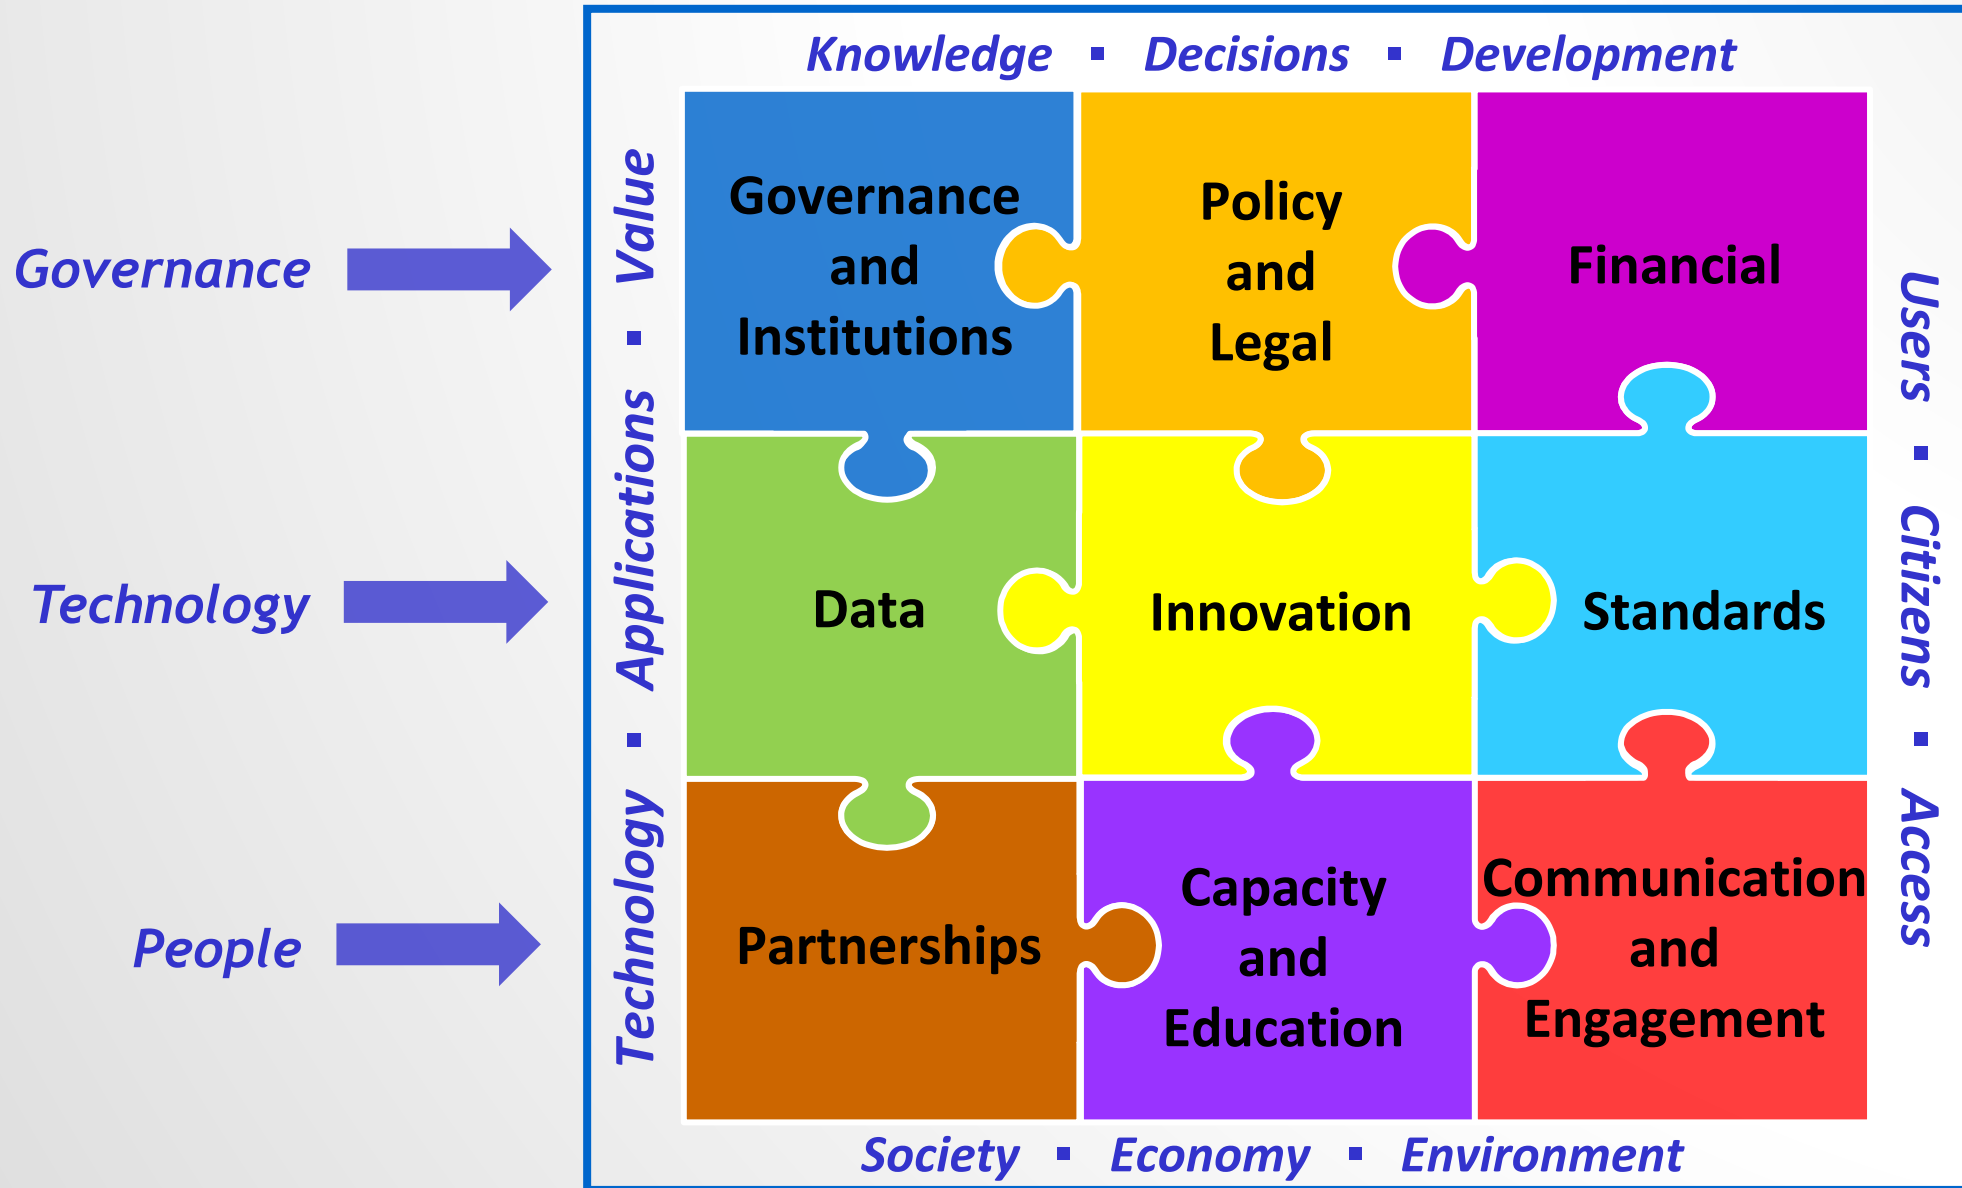 Knowledge ▪ Decisions ▪ Development
Governance
Technology
People
Technology ▪ Applications ▪ Value
Governance
and
Institutions
Policy
and
Legal
Financial
Data
Innovation
Standards
Partnerships
Capacity
and
Education
Communication
and
Engagement
Users ▪ Citizens ▪ Access
Society ▪ Economy ▪ Environment